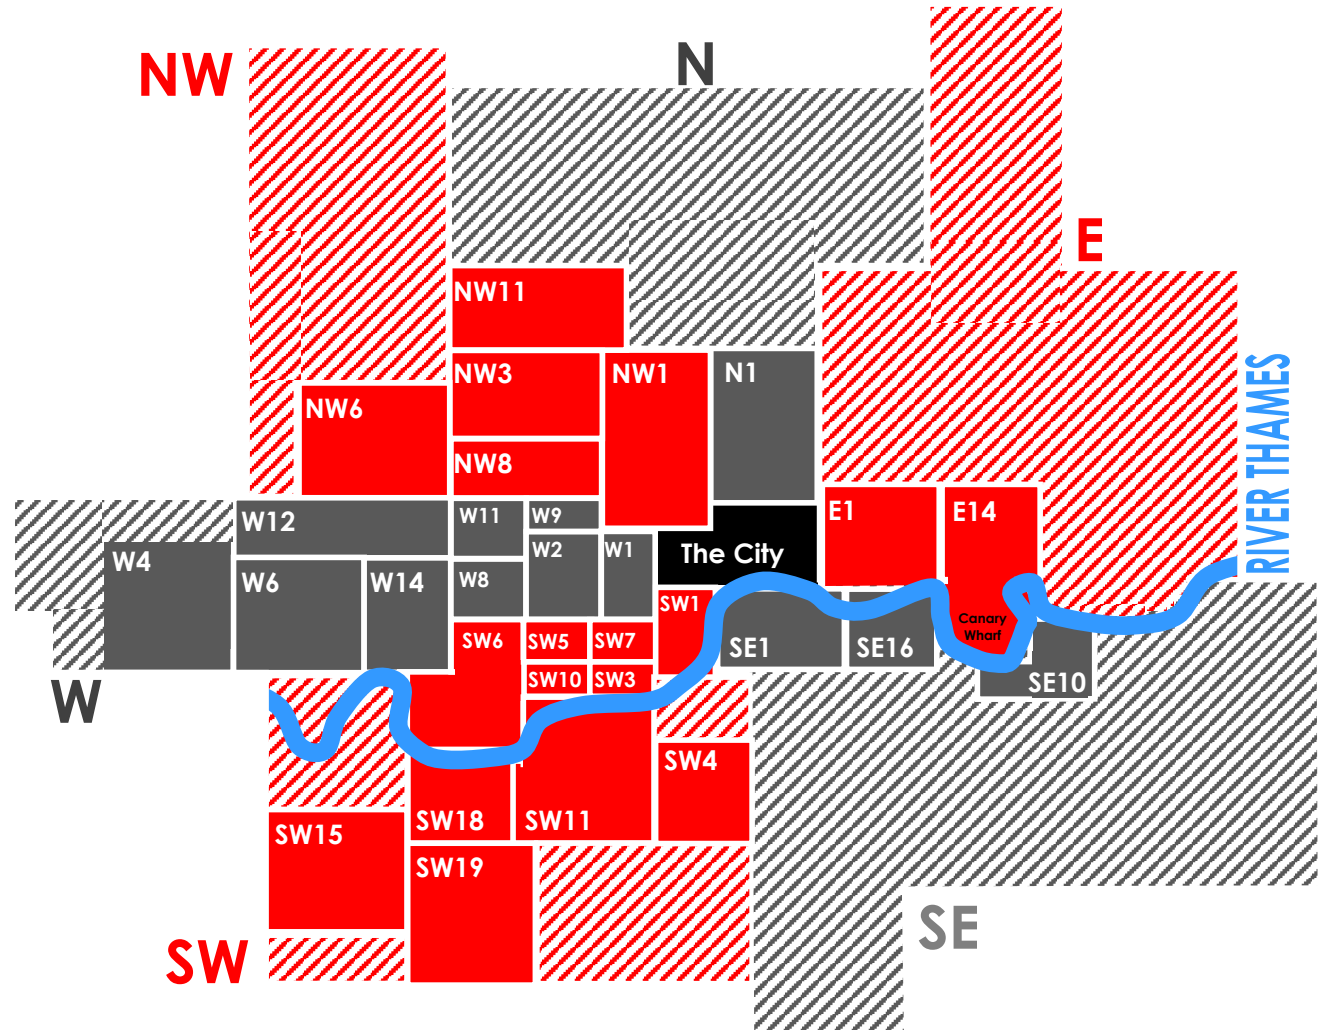 N
NW
E
NW11
RIVER THAMES
NW3
NW1
N1
NW6
NW8
W11
W9
E1
E14
W12
W2
W1
The City
W4
W6
W14
W8
SW1
Canary
Wharf
SW6
SW5
SW7
SE1
SE16
SW10
SW3
SE10
W
SW4
SW18
SW11
SW15
SW19
SE
SW